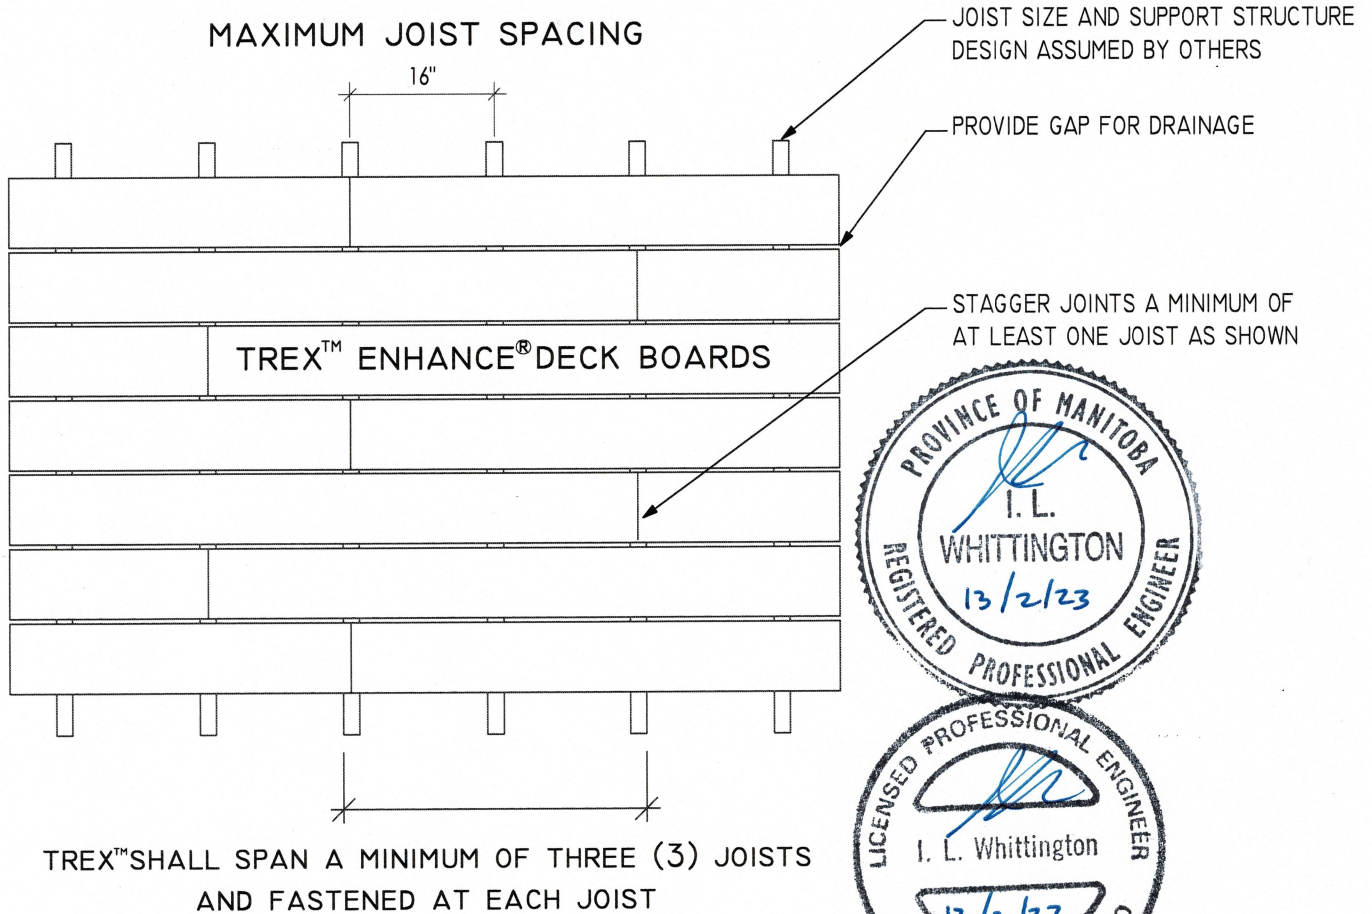 MAXIMUM JOIST SPACING
16"
JOIST SIZE AND SUPPORT STRUCTURE
DESIGN ASSUMED BY OTHERS
PROVIDE GAP FOR DRAINAGE
STAGGER JOINTS A MINIMUM OF
AT LEAST ONE JOIST AS SHOWN
TREX™ ENHANCE® DECK BOARDS
PROVINCE OF MANITOBA
I. L.
WHITTINGTON
13/2/23
REGISTERED PROFESSIONAL ENGINEER
LICENSED PROFESSIONAL ENGINEER
I. L. Whittington
TREX™ SHALL SPAN A MINIMUM OF THREE (3) JOISTS
AND FASTENED AT EACH JOIST